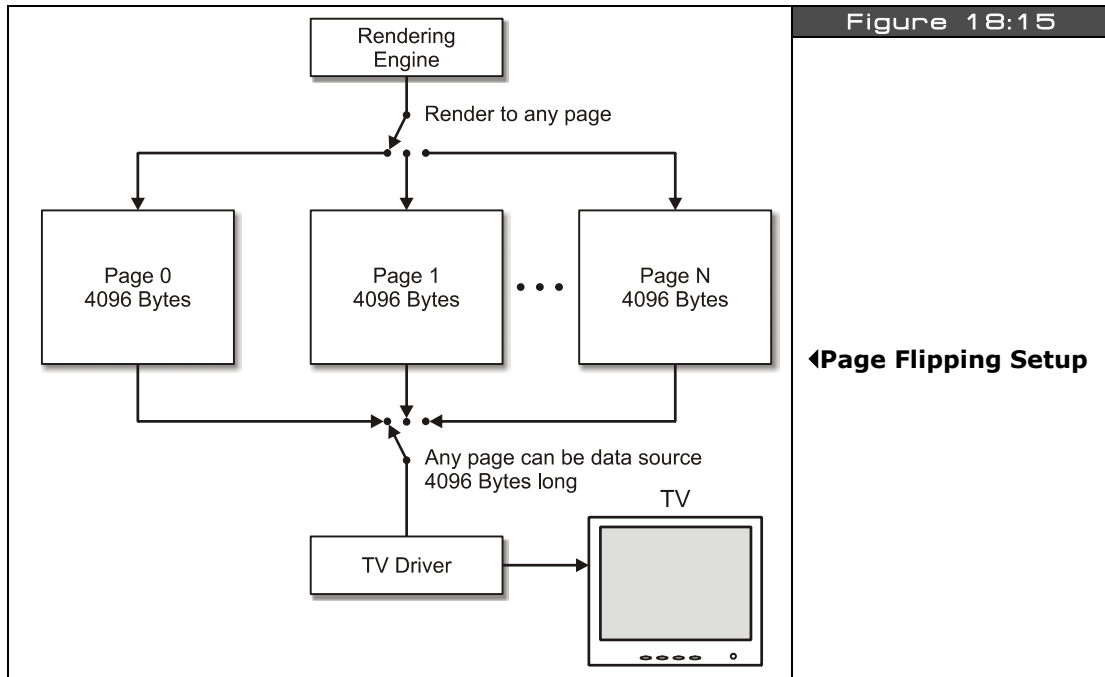 Figure 18:15
Rendering
Engine
Render to any page
Page 0
4096 Bytes
Page 1
4096 Bytes
Page N
4096 Bytes
Page Flipping Setup
Any page can be data source
4096 Bytes long
TV
TV Driver